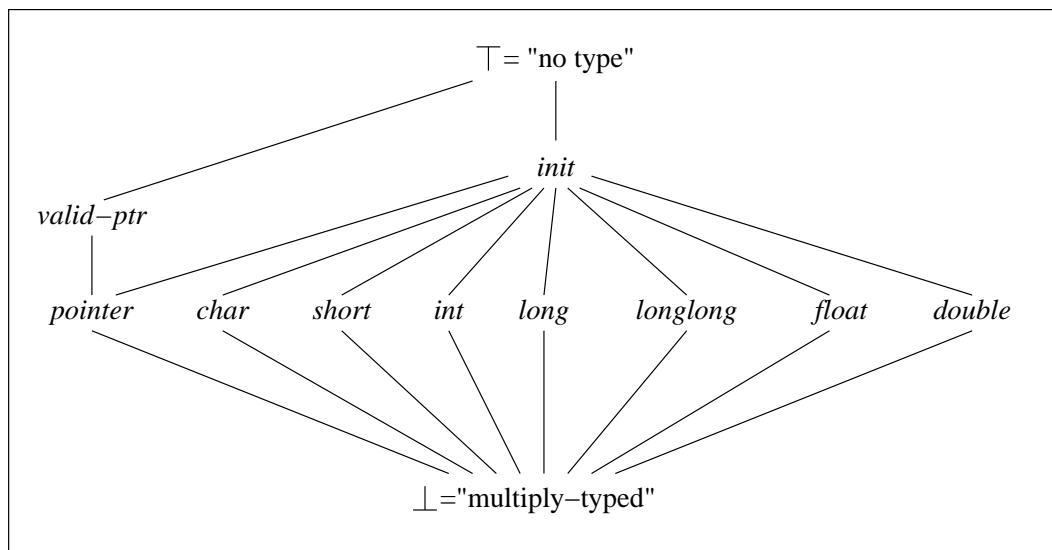 ⊤= "no type"
init
valid−ptr
pointer char short int long longlong float double
⊥="multiply−typed"